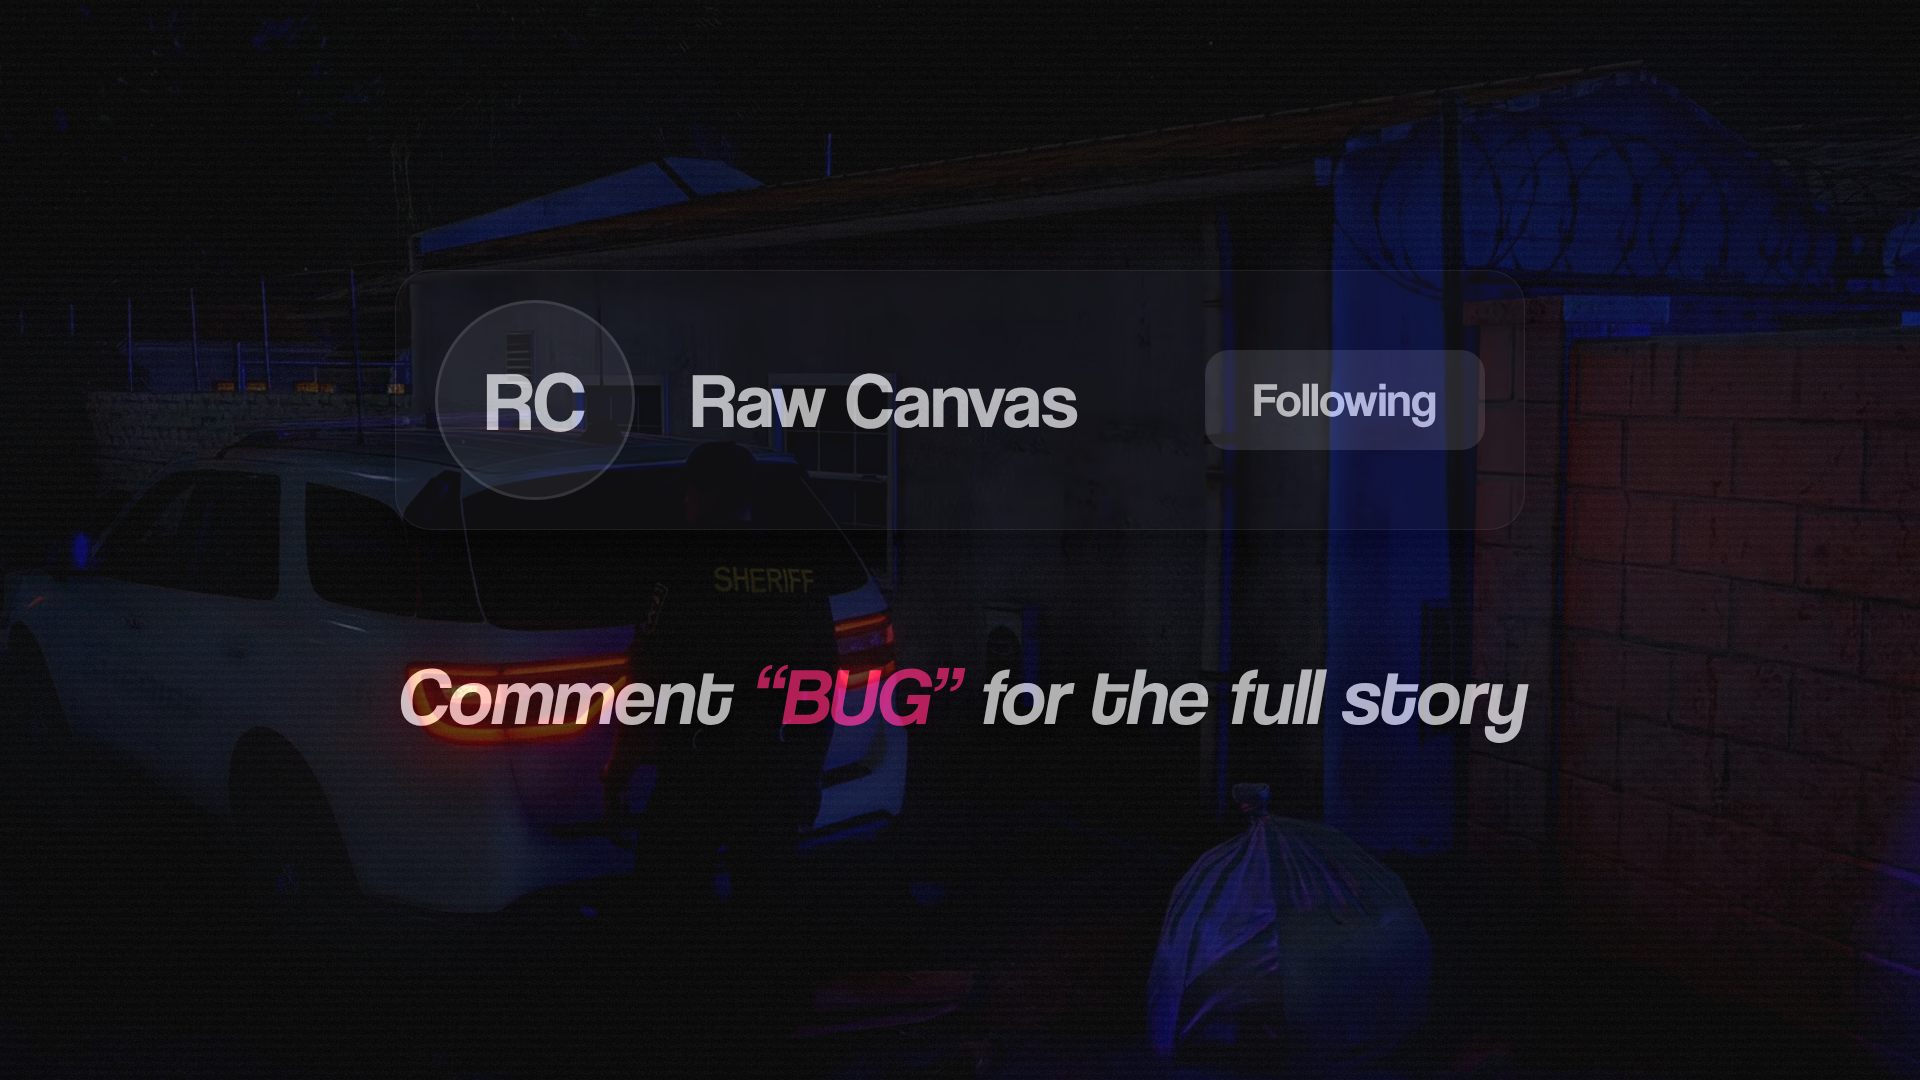 RC
Raw Canvas
Following
SHERIFF
Comment “BUG” for the full story